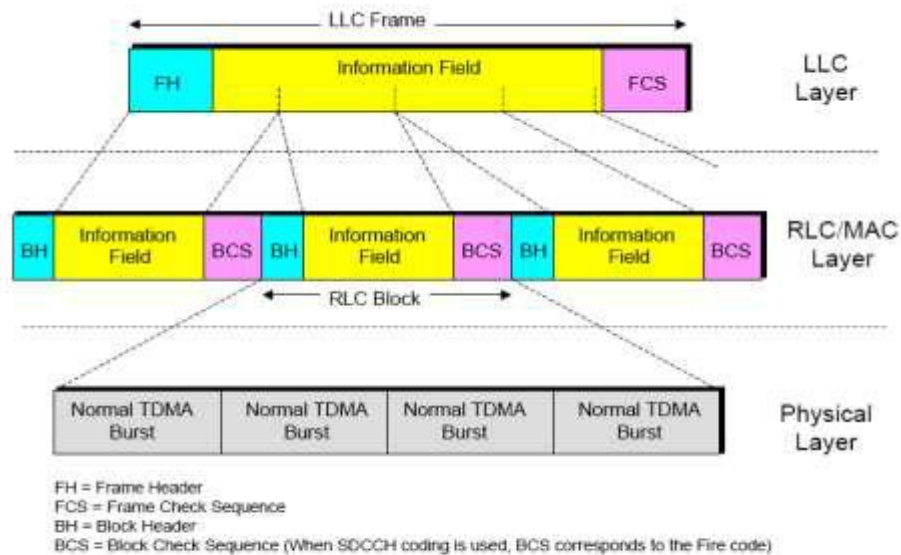 LLC Frame
FH
Information Field
FCS
LLC
Layer
BH
Information
Field
BCS
BH
Information
Field
BCS
BH
Information
Field
BCS
RLC/MAC
Layer
RLC Block
Normal TDMA
Burst
Normal TDMA
Burst
Normal TDMA
Burst
Normal TDMA
Burst
Physical
Layer
FH = Frame Header
FCS = Frame Check Sequence
BH = Block Header
BCS = Block Check Sequence (When SDCCH coding is used, BCS corresponds to the Fire code)